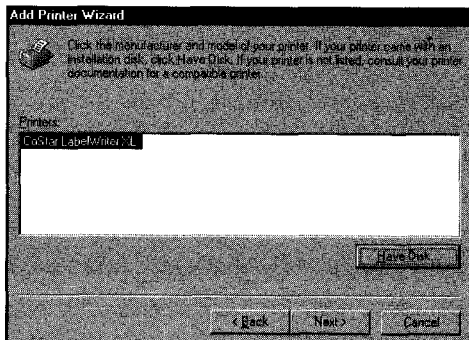 Add Printer Wizard
Click the manufacturer and model of your printer. If your printer came with an
installation disk, click Have Disk. If your printer is not listed, consult your printer
documentation for a compatible printer.
Printers:
CoStar LabelWriter XL
Have Disk...
< Back
Next >
Cancel